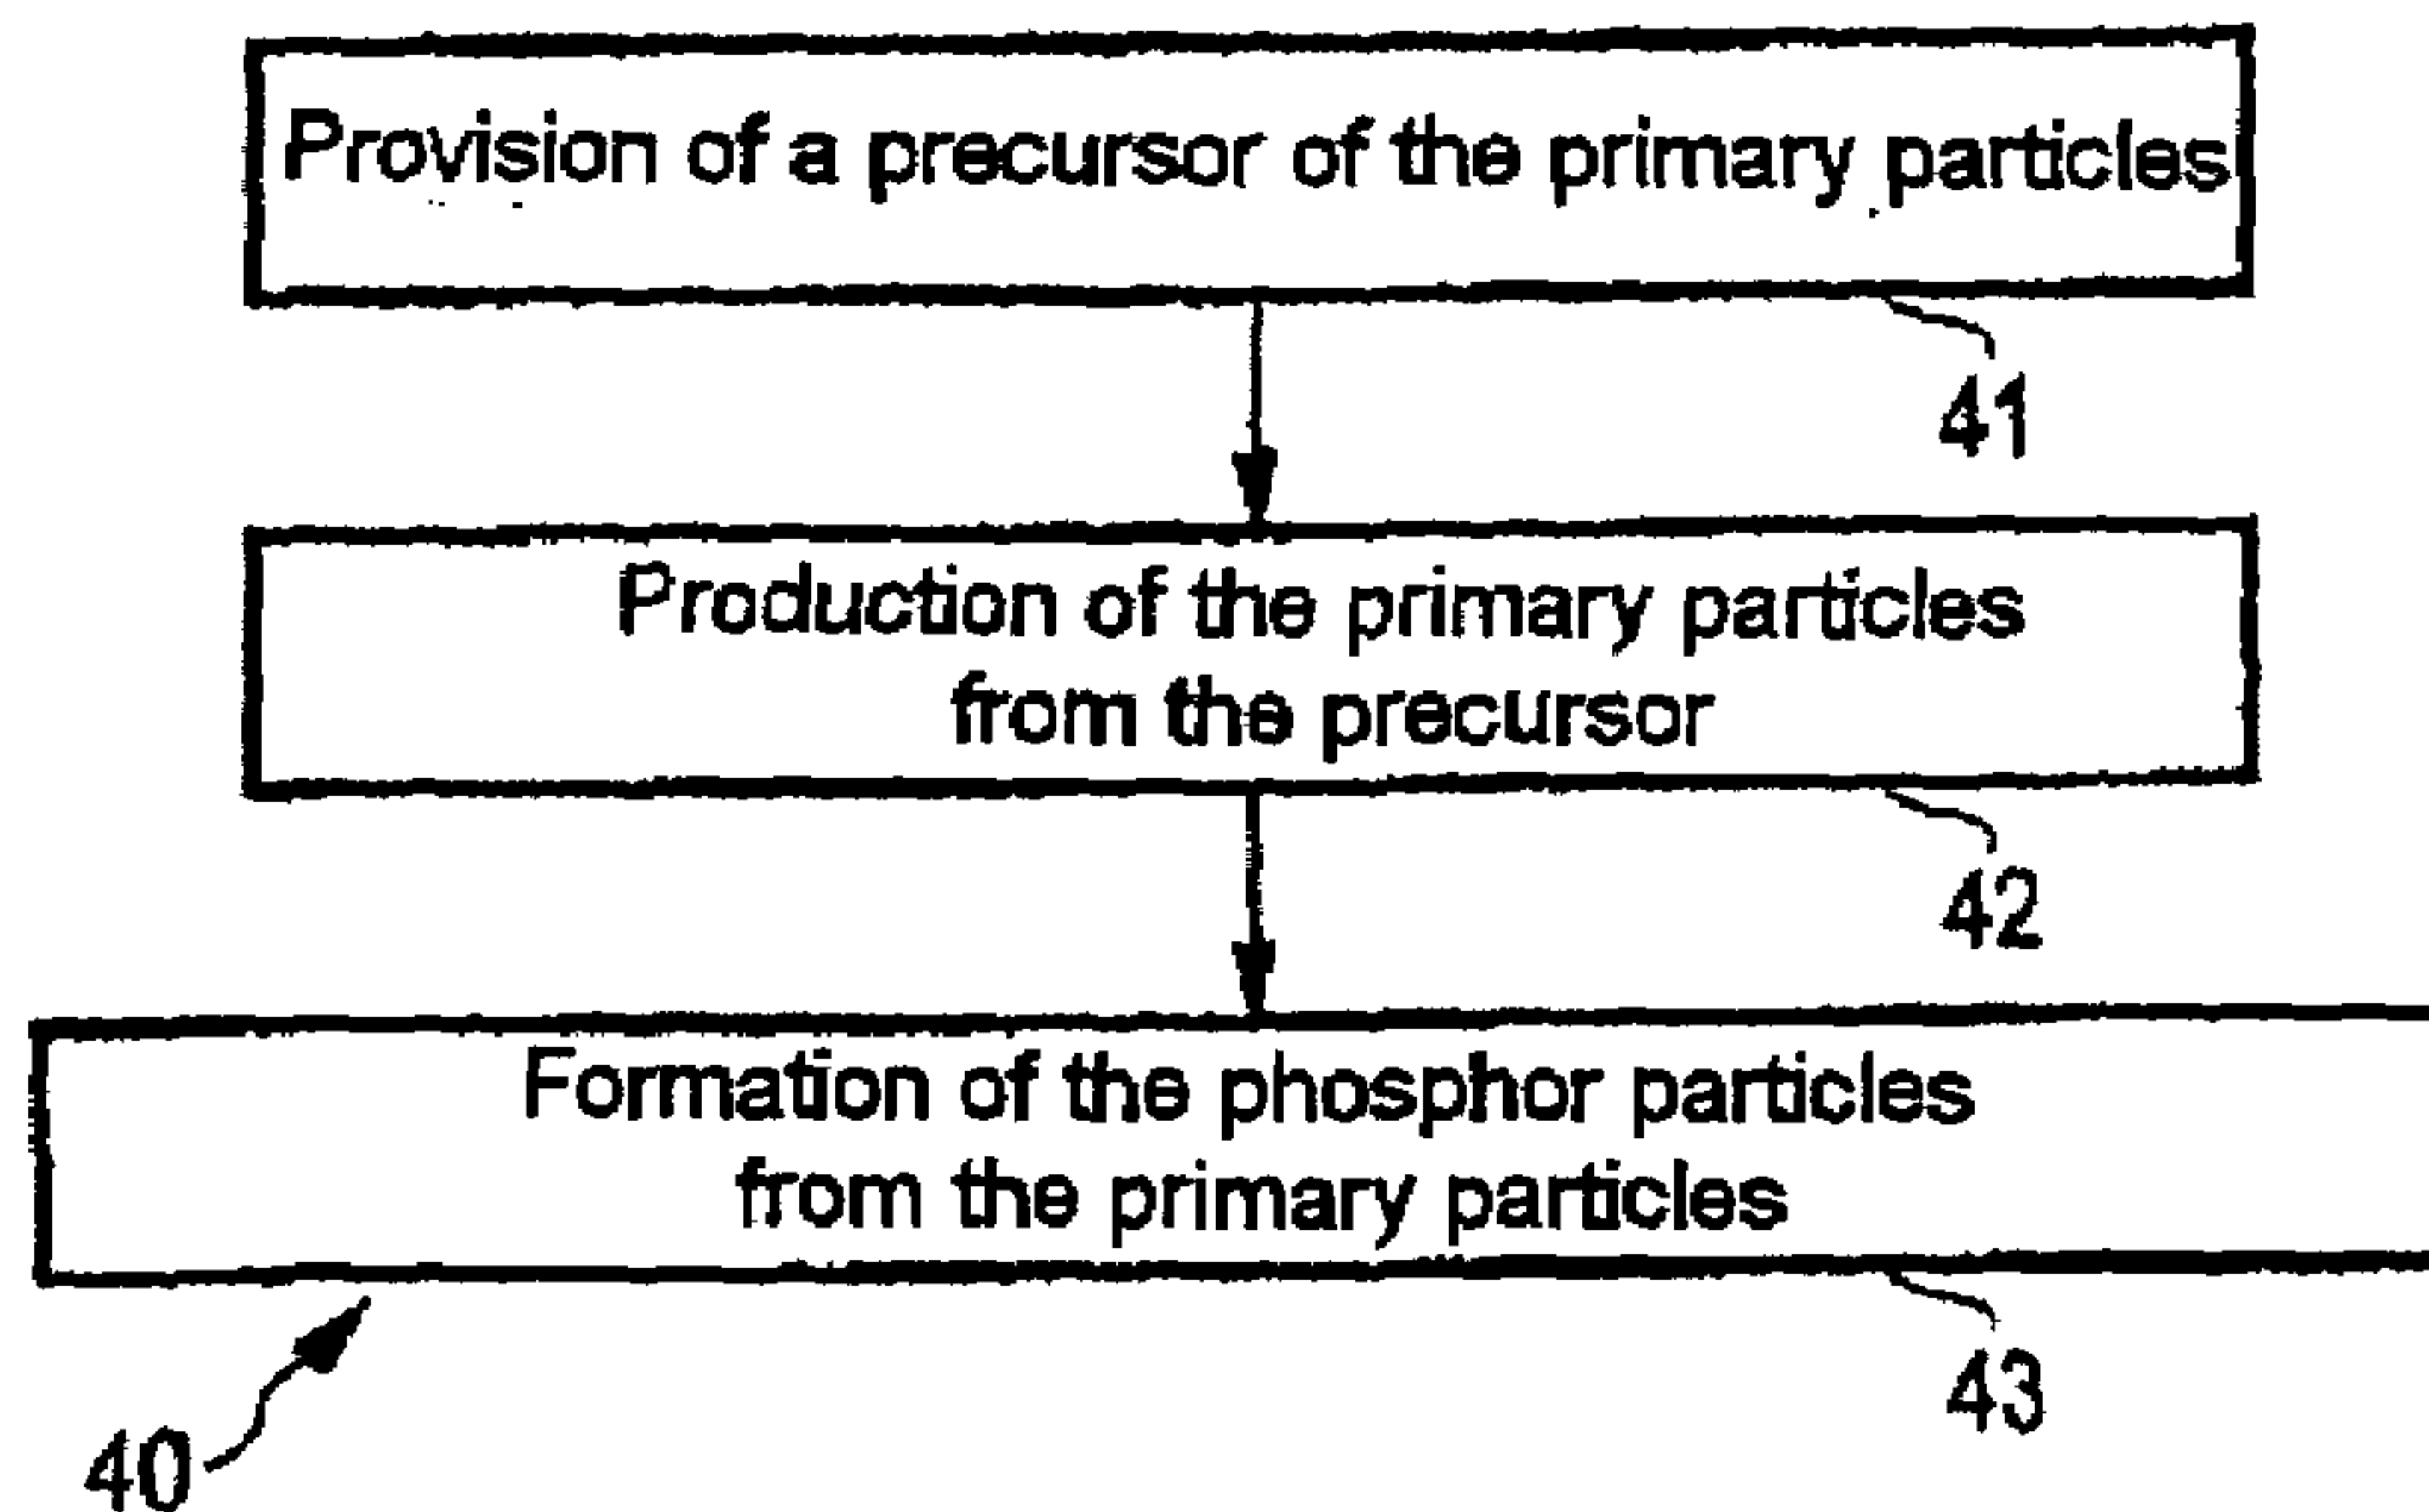 Provision of a precursor of the primary particles
41
Production of the primary particles
from the precursor
42
Formation of the phosphor particles
from the primary particles
43
40